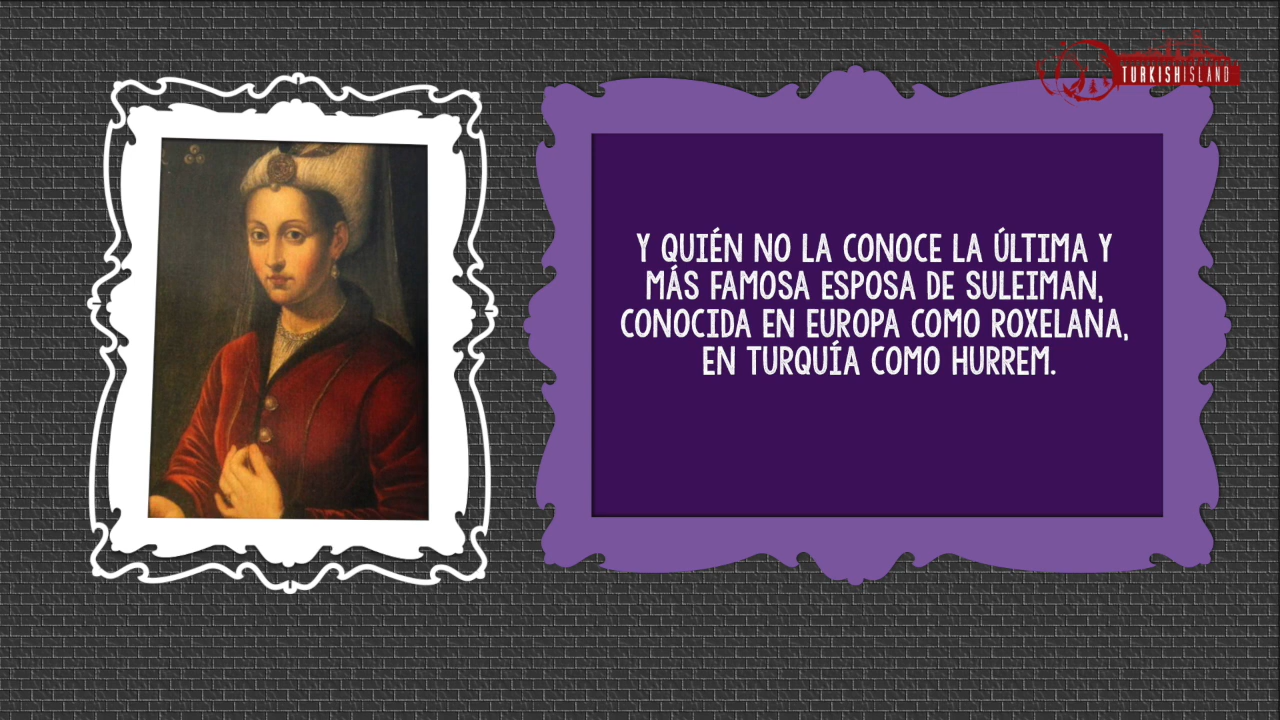 TURKISHISLAND
Y QUIÉN NO LA CONOCE LA ÚLTIMA Y
MÁS FAMOSA ESPOSA DE SULEIMAN,
CONOCIDA EN EUROPA COMO ROXELANA,
EN TURQUÍA COMO HURREM.